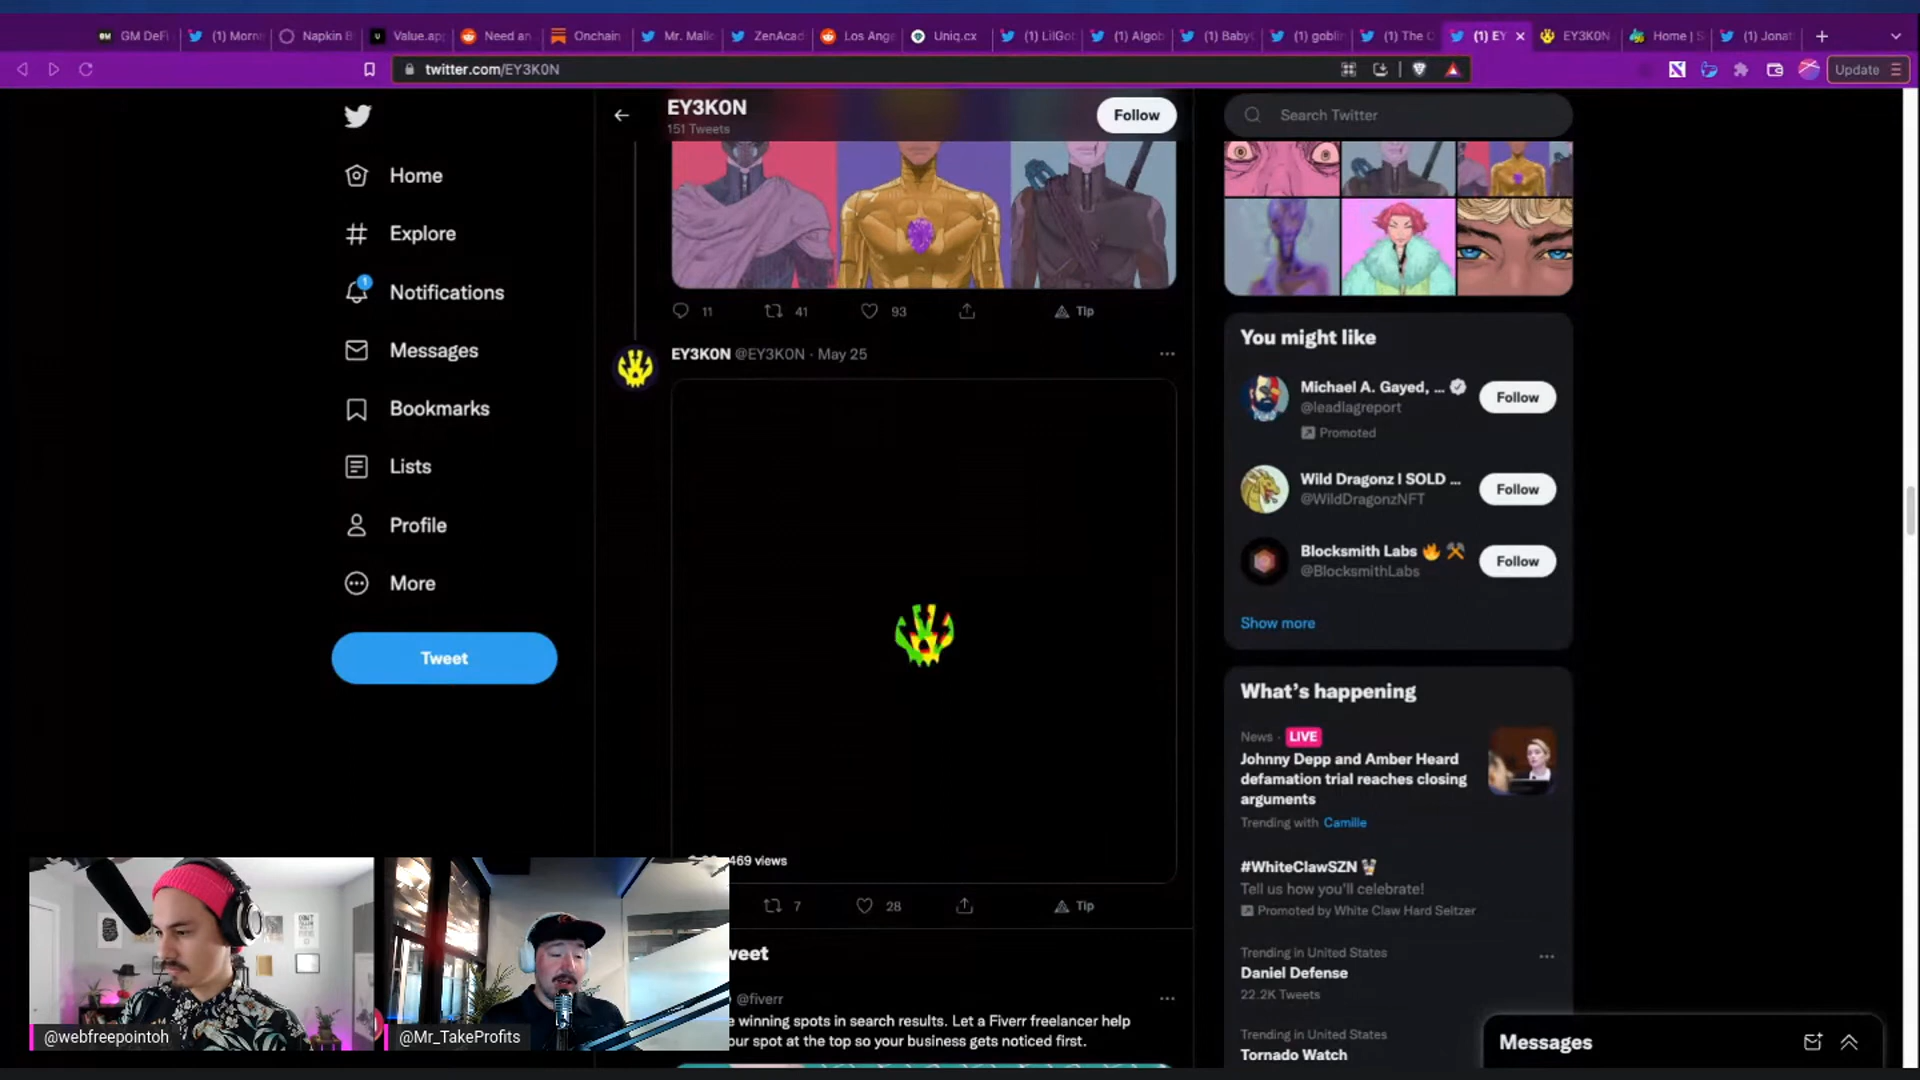 GM DeFi
(1) Morn
Napkin B
Value.app
Need an
Onchain
Mr. Mallo
ZenAcad
Los Ange
Uniq.cx
(1) LilGob
(1) Algob
(1) Baby
(1) goblin
(1) The C
(1) EY
EY3K0N
Home | S
(1) Jonat
twitter.com/EY3K0N
Update
EY3K0N
151 Tweets
Follow
Search Twitter
Home
Explore
Notifications
1
Messages
Bookmarks
Lists
Profile
More
Tweet
11
41
93
Tip
EY3K0N @EY3K0N · May 25
469 views
7
28
Tip
weet
@fiverr
winning spots in search results. Let a Fiverr freelancer help
our spot at the top so your business gets noticed first.
You might like
Michael A. Gayed, ...
@leadlagreport
Promoted
Follow
Wild Dragonz I SOLD ...
@WildDragonzNFT
Follow
Blocksmith Labs 🔥 ⚒
@BlocksmithLabs
Follow
Show more
What's happening
News · LIVE
Johnny Depp and Amber Heard
defamation trial reaches closing
arguments
Trending with Camille
#WhiteClawSZN
Tell us how you'll celebrate!
Promoted by White Claw Hard Seltzer
Trending in United States
Daniel Defense
22.2K Tweets
Trending in United States
Tornado Watch
Messages
@webfreepointoh
@Mr_TakeProfits